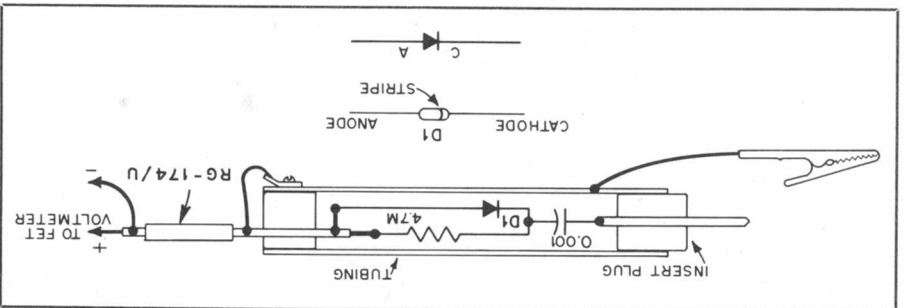 INSERT PLUG
TUBING
0.001
D1
4.7M
+
TO FET
VOLTMETER
−
RG-174/U
D1
CATHODE
ANODE
STRIPE
C
A